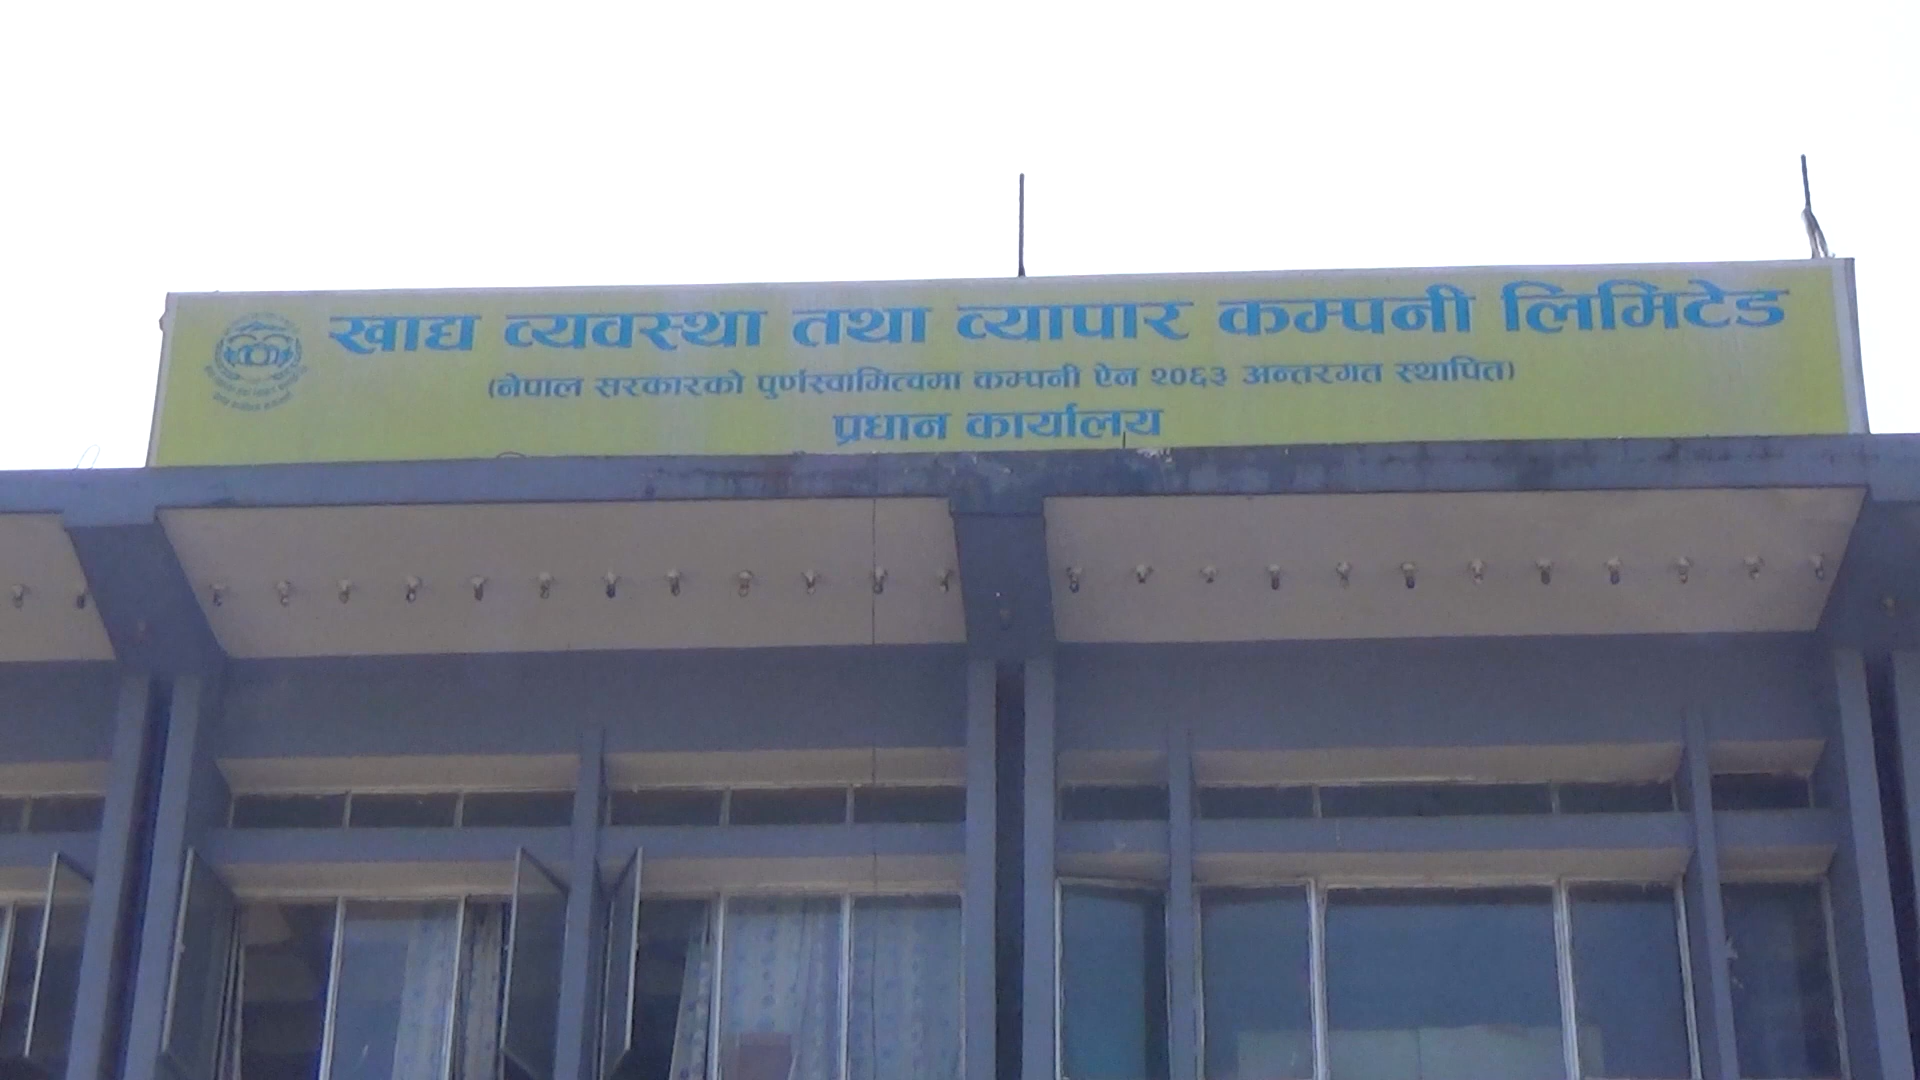 खाद्य व्यवस्था तथा व्यापार कम्पनी लिमिटेड
(नेपाल सरकारको पुर्णस्वामित्वमा कम्पनी ऐन २०६३ अन्तरगत स्थापित)
प्रधान कार्यालय